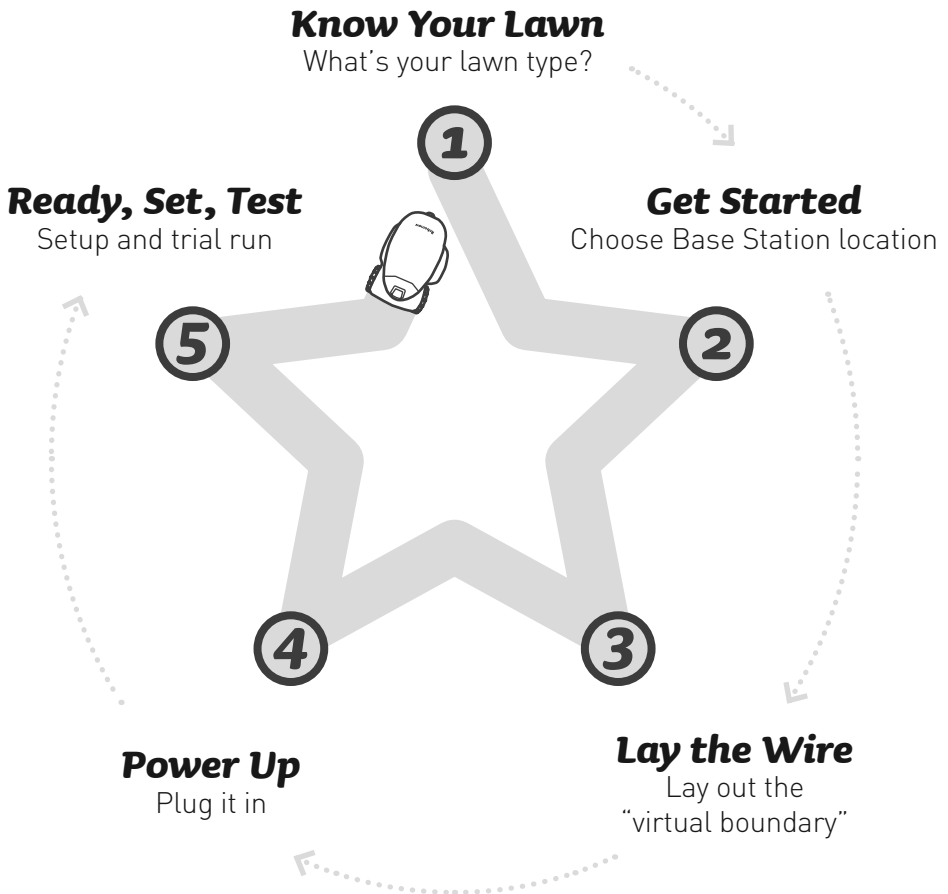 Know Your Lawn
What's your lawn type?
1
Get Started
Choose Base Station location
2
Lay the Wire
Lay out the
“virtual boundary”
3
Power Up
Plug it in
4
Ready, Set, Test
Setup and trial run
5